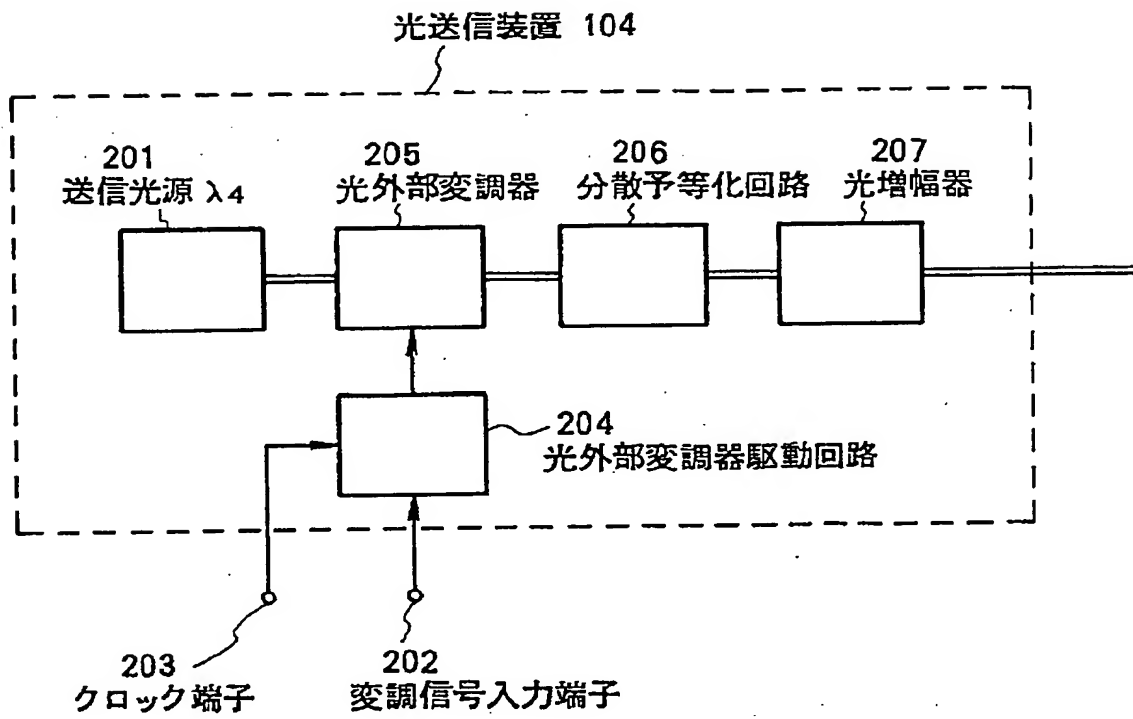 光送信装置 104
201
送信光源 λ4
205
光外部変調器
206
分散予等化回路
207
光増幅器
204
光外部変調器駆動回路
203
クロック端子
202
変調信号入力端子